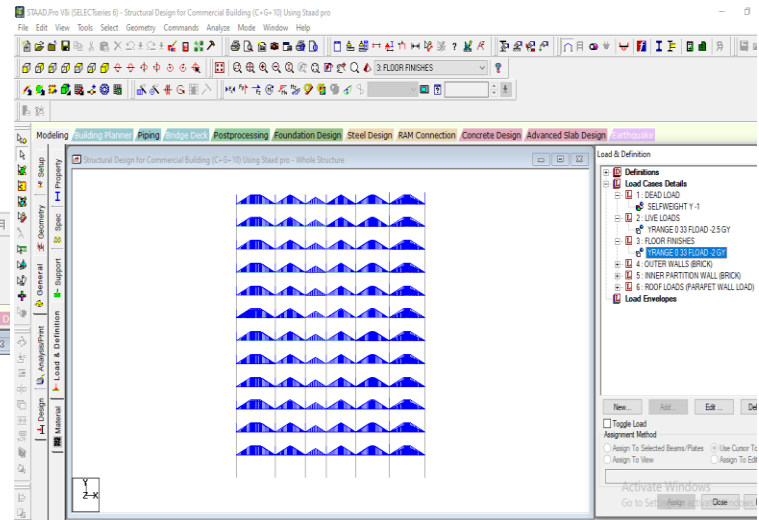 STAAD.Pro V8i (SELECTseries 6) - Structural Design for Commercial Building (C+G+10) Using Staad pro
File Edit View Tools Select Geometry Commands Analyze Mode Window Help
3: FLOOR FINISHES
Modeling Building Planner Piping Bridge Deck Postprocessing Foundation Design Steel Design RAM Connection Concrete Design Advanced Slab Design Earthquake
Setup
Geometry
General
Analysis/Print
Design
Property
Spec
Support
Load & Definition
Material
Structural Design for Commercial Building (C+G+10) Using Staad pro - Whole Structure
Y
Z X
Load & Definition
Definitions
Load Cases Details
1 : DEAD LOAD
SELFWEIGHT Y -1
2 : LIVE LOADS
YRANGE 0 33 FLOAD -2.5 GY
3 : FLOOR FINISHES
YRANGE 0 33 FLOAD -2 GY
4 : OUTER WALLS (BRICK)
5 : INNER PARTITION WALL (BRICK)
6 : ROOF LOADS (PARAPET WALL LOAD)
Load Envelopes
New... Add... Edit ... Del
Toggle Load
Assignment Method
Assign To Selected Beams/Plates Use Cursor To
Assign To View Assign To Edit
Activate Windows
Assign Close